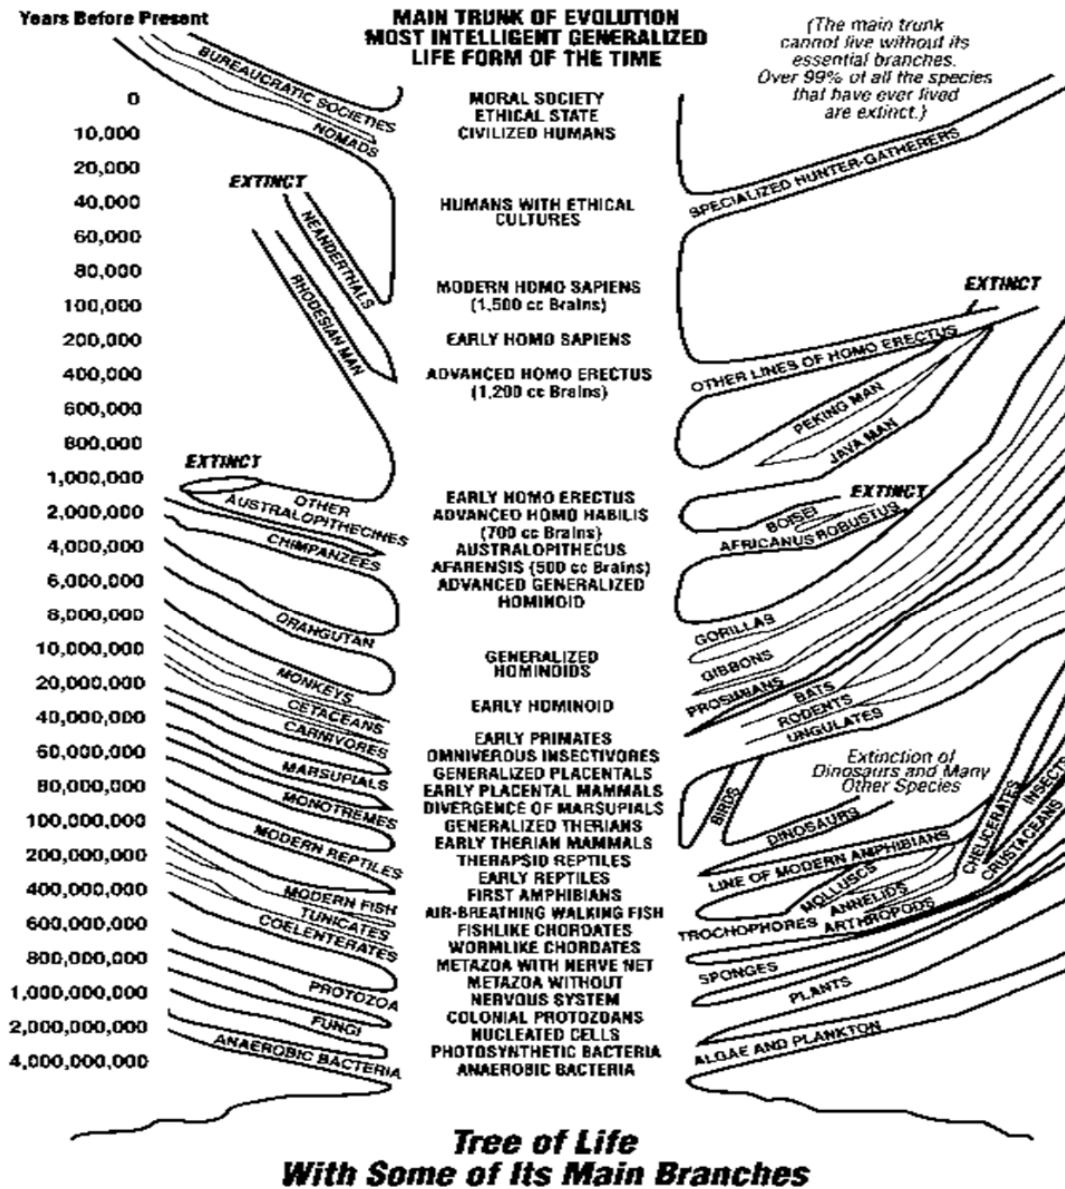 Years Before Present
MAIN TRUNK OF EVOLUTION
MOST INTELLIGENT GENERALIZED
LIFE FORM OF THE TIME
(The main trunk
cannot live without its
essential branches.
Over 99% of all the species
that have ever lived
are extinct.)
0
10,000
20,000
40,000
60,000
80,000
100,000
200,000
400,000
600,000
800,000
1,000,000
2,000,000
4,000,000
6,000,000
8,000,000
10,000,000
20,000,000
40,000,000
60,000,000
80,000,000
100,000,000
200,000,000
400,000,000
600,000,000
800,000,000
1,000,000,000
2,000,000,000
4,000,000,000
BUREAUCRATIC SOCIETIES
NOMADS
EXTINCT
NEANDERTHALS
RHODESIAN MAN
EXTINCT
OTHER
AUSTRALOPITHECINES
CHIMPANZEES
ORANGUTAN
MONKEYS
CETACEANS
CARNIVORES
MARSUPIALS
MONOTREMES
MODERN REPTILES
MODERN FISH
TUNICATES
COELENTERATES
PROTOZOA
FUNGI
ANAEROBIC BACTERIA
MORAL SOCIETY
ETHICAL STATE
CIVILIZED HUMANS
HUMANS WITH ETHICAL
CULTURES
MODERN HOMO SAPIENS
(1,500 cc Brains)
EARLY HOMO SAPIENS
ADVANCED HOMO ERECTUS
(1,200 cc Brains)
EARLY HOMO ERECTUS
ADVANCED HOMO HABILIS
(700 cc Brains)
AUSTRALOPITHECUS
AFARENSIS (500 cc Brains)
ADVANCED GENERALIZED
HOMINOID
GENERALIZED
HOMINOIDS
EARLY HOMINOID
EARLY PRIMATES
OMNIVEROUS INSECTIVORES
GENERALIZED PLACENTALS
EARLY PLACENTAL MAMMALS
DIVERGENCE OF MARSUPIALS
GENERALIZED THERIANS
EARLY THERIAN MAMMALS
THERAPSID REPTILES
EARLY REPTILES
FIRST AMPHIBIANS
AIR-BREATHING WALKING FISH
FISHLIKE CHORDATES
WORMLIKE CHORDATES
METAZOA WITH NERVE NET
METAZOA WITHOUT
NERVOUS SYSTEM
COLONIAL PROTOZOANS
NUCLEATED CELLS
PHOTOSYNTHETIC BACTERIA
ANAEROBIC BACTERIA
SPECIALIZED HUNTER-GATHERERS
EXTINCT
OTHER LINES OF HOMO ERECTUS
PEKING MAN
JAVA MAN
EXTINCT
BOISEI
AFRICANUS ROBUSTUS
GORILLAS
GIBBONS
PROSIMIANS
BATS
RODENTS
UNGULATES
Extinction of
Dinosaurs and Many
Other Species
BIRDS
DINOSAURS
LINE OF MODERN AMPHIBIANS
CHELICERATES
INSECTS
CRUSTACEANS
MOLLUSCS
ANNELIDS
TROCHOPHORES ARTHROPODS
SPONGES
PLANTS
ALGAE AND PLANKTON
Tree of Life
With Some of Its Main Branches